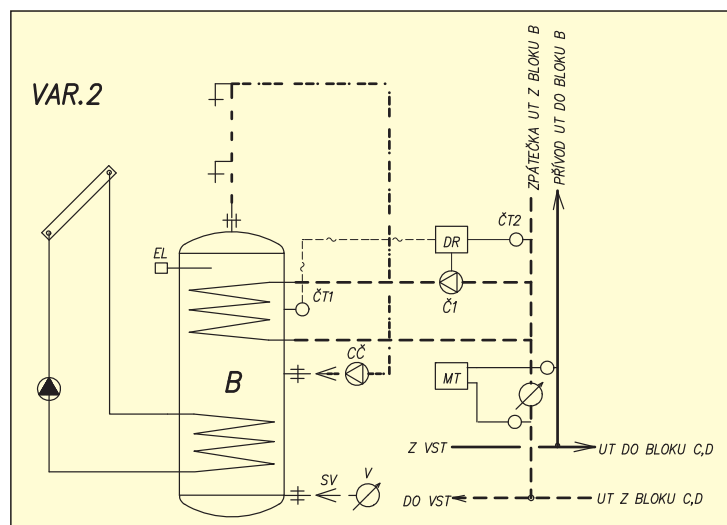 VAR.2
ZPÁTEČKA UT Z BLOKU B
PŘÍVOD UT DO BLOKU B
EL
DR
ČT2
ČT1
Č1
B
CČ
MT
Z VST
UT DO BLOKU C,D
SV
V
DO VST
UT Z BLOKU C,D